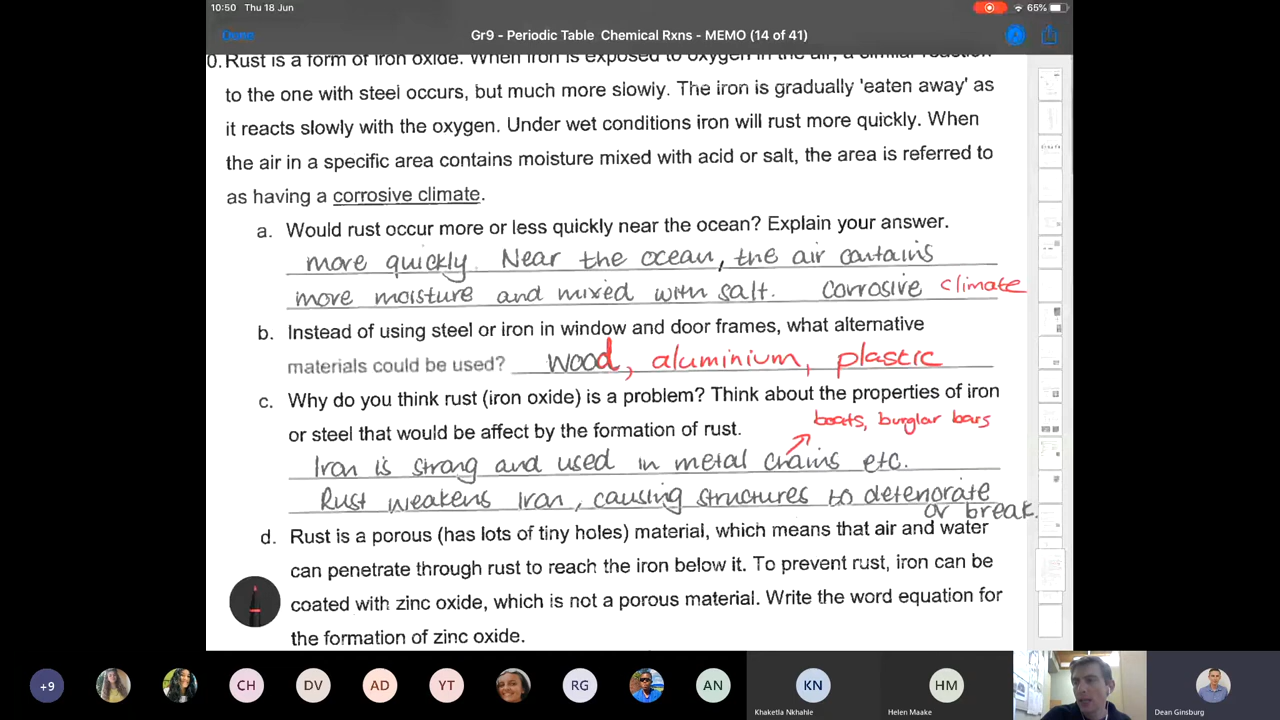 10:50 Thu 18 Jun
65%
Done
Gr9 - Periodic Table Chemical Rxns - MEMO (14 of 41)
0. Rust is a form of iron oxide. When iron is exposed to oxygen in the air, a similar reaction
to the one with steel occurs, but much more slowly. The iron is gradually 'eaten away' as
it reacts slowly with the oxygen. Under wet conditions iron will rust more quickly. When
the air in a specific area contains moisture mixed with acid or salt, the area is referred to
as having a corrosive climate.
a. Would rust occur more or less quickly near the ocean? Explain your answer.
more quickly. Near the ocean, the air contains
more moisture and mixed with salt. Corrosive climate
b. Instead of using steel or iron in window and door frames, what alternative
materials could be used? wood, aluminium, plastic
c. Why do you think rust (iron oxide) is a problem? Think about the properties of iron
or steel that would be affect by the formation of rust.
boats, burglar bars
Iron is strong and used in metal chains etc.
Rust weakens Iron, causing structures to deteriorate
or break.
d. Rust is a porous (has lots of tiny holes) material, which means that air and water
can penetrate through rust to reach the iron below it. To prevent rust, iron can be
coated with zinc oxide, which is not a porous material. Write the word equation for
the formation of zinc oxide.
+9
CH
DV
AD
YT
RG
AN
KN
HM
Khaketla Nkhahle
Helen Maake
Dean Ginsburg